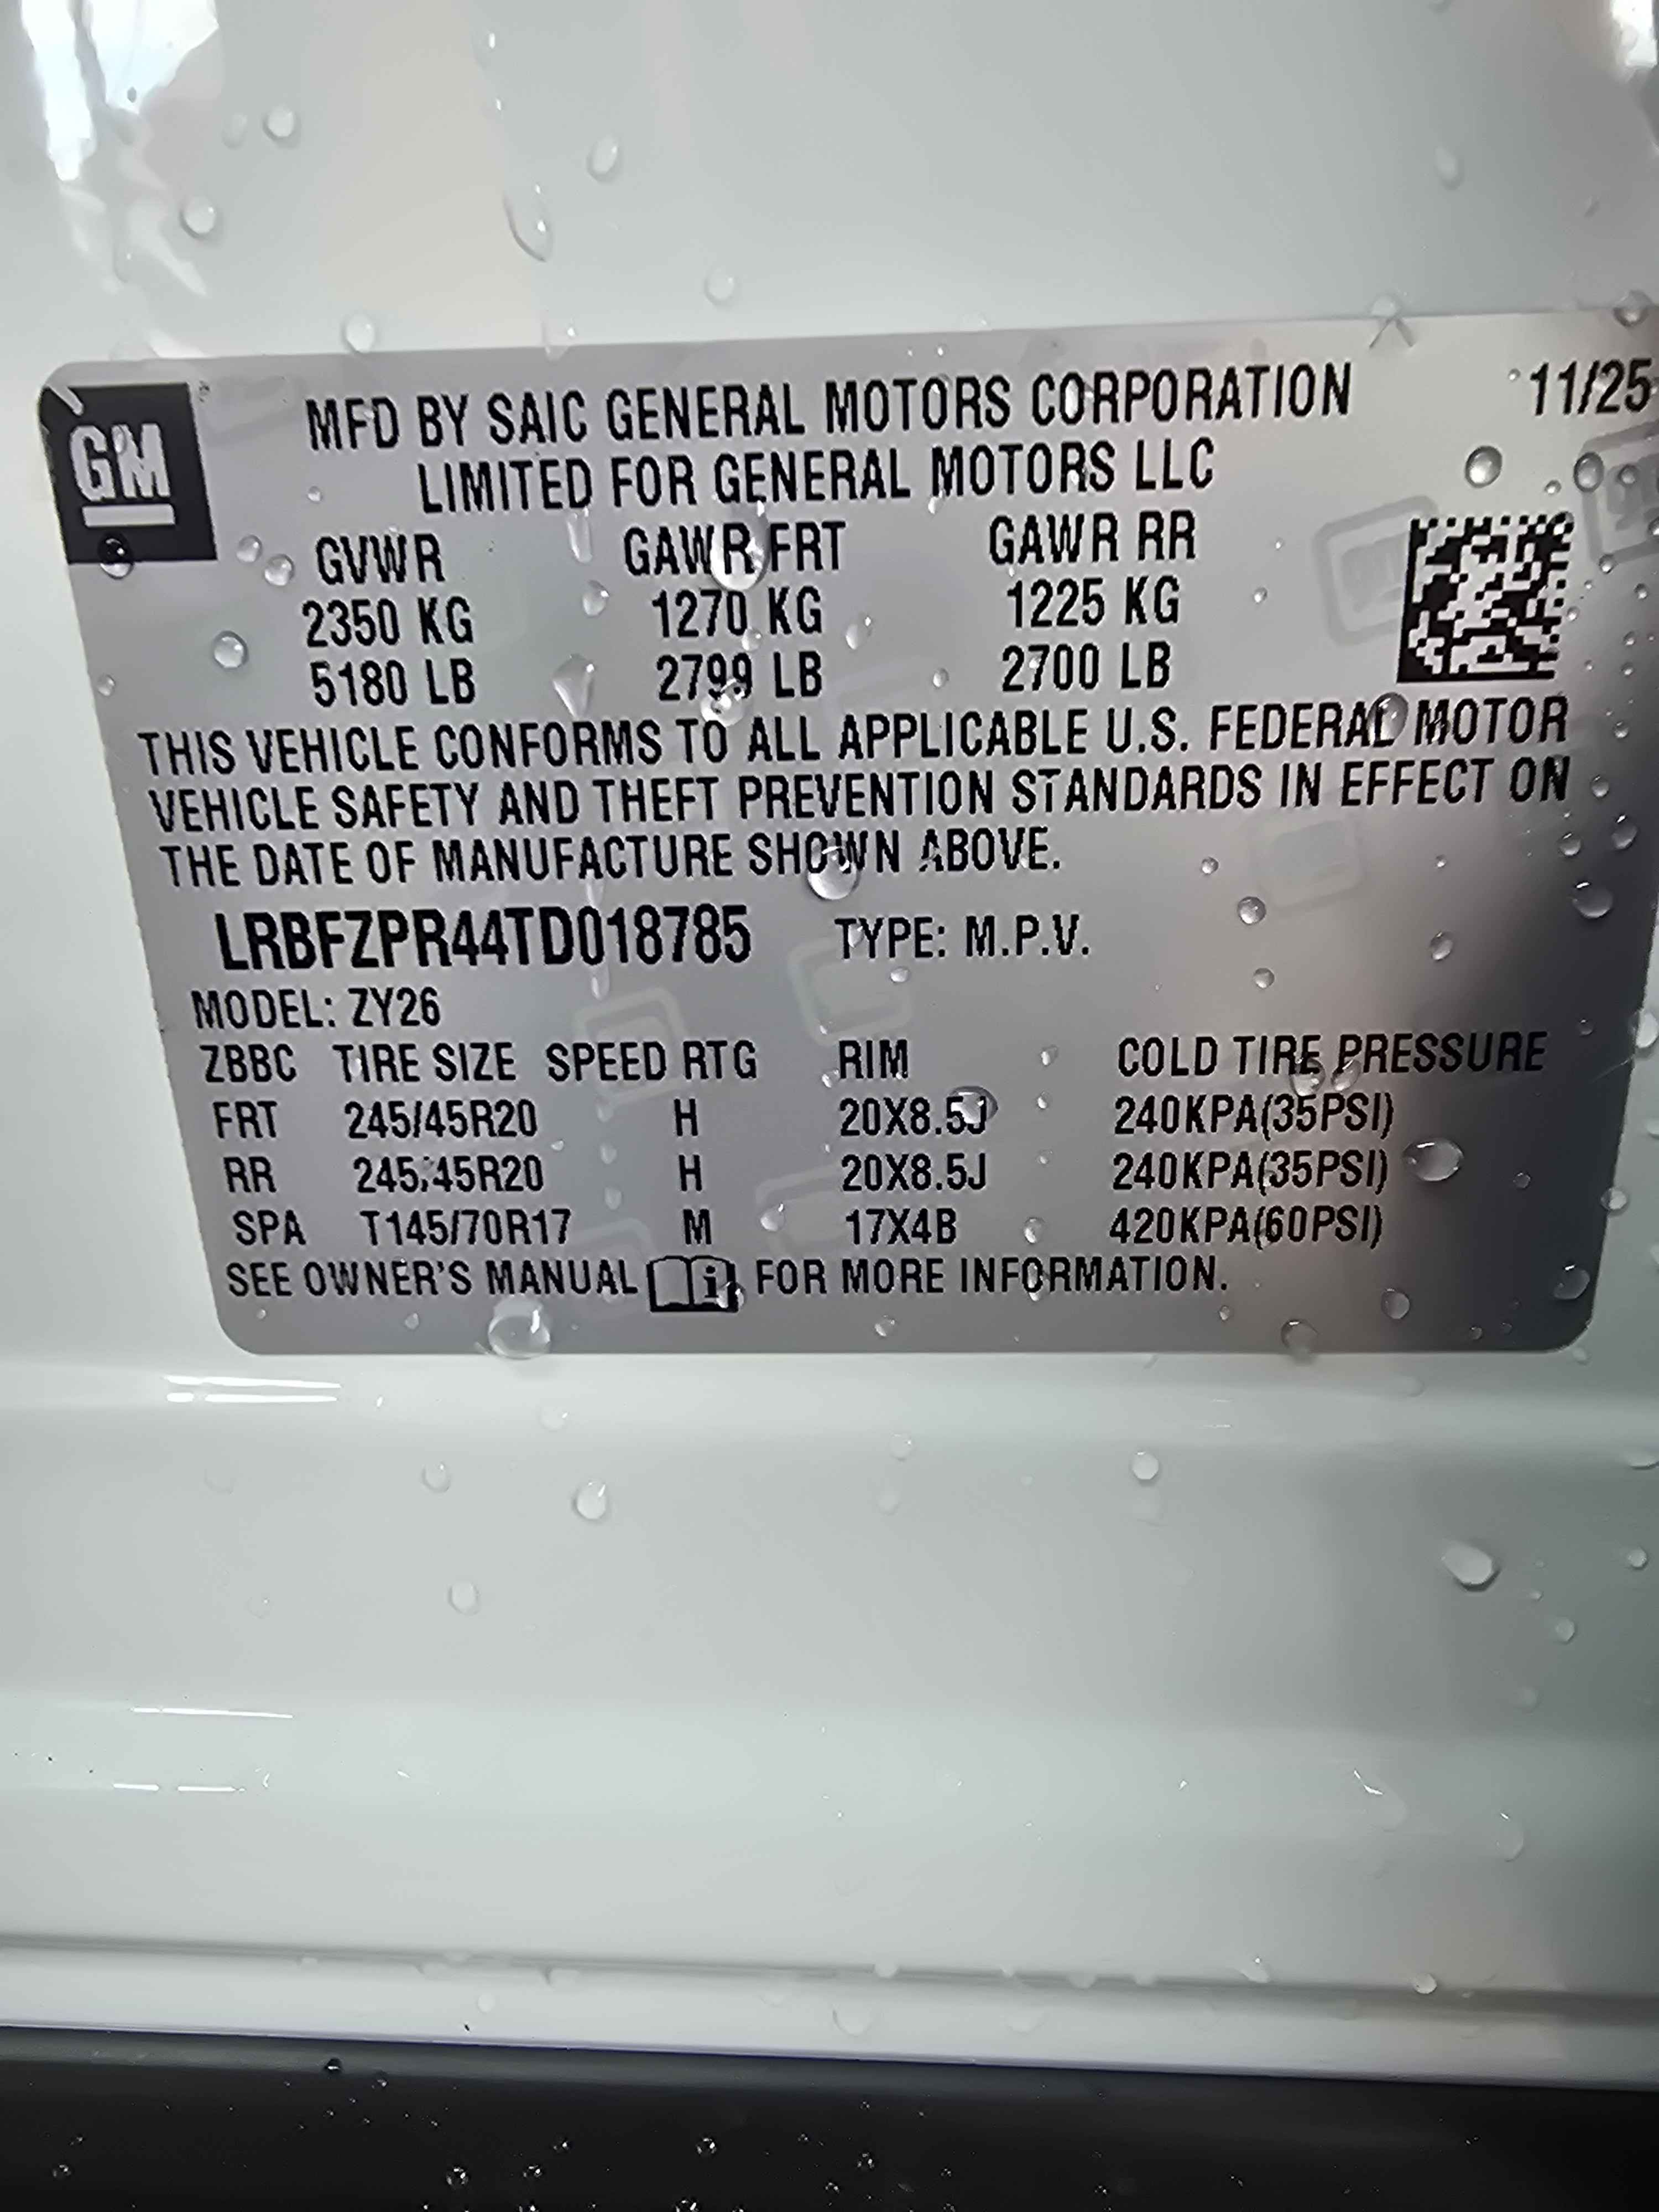 GM
MFD BY SAIC GENERAL MOTORS CORPORATION 11/25
LIMITED FOR GENERAL MOTORS LLC
GVWR GAWR FRT GAWR RR
2350 KG 1270 KG 1225 KG
5180 LB 2799 LB 2700 LB
THIS VEHICLE CONFORMS TO ALL APPLICABLE U.S. FEDERAL MOTOR
VEHICLE SAFETY AND THEFT PREVENTION STANDARDS IN EFFECT ON
THE DATE OF MANUFACTURE SHOWN ABOVE.
LRBFZPR44TD018785 TYPE: M.P.V.
MODEL: ZY26
ZBBC TIRE SIZE SPEED RTG RIM COLD TIRE PRESSURE
FRT 245/45R20 H 20X8.5J 240KPA(35PSI)
RR 245/45R20 H 20X8.5J 240KPA(35PSI)
SPA T145/70R17 M 17X4B 420KPA(60PSI)
SEE OWNER'S MANUAL i FOR MORE INFORMATION.